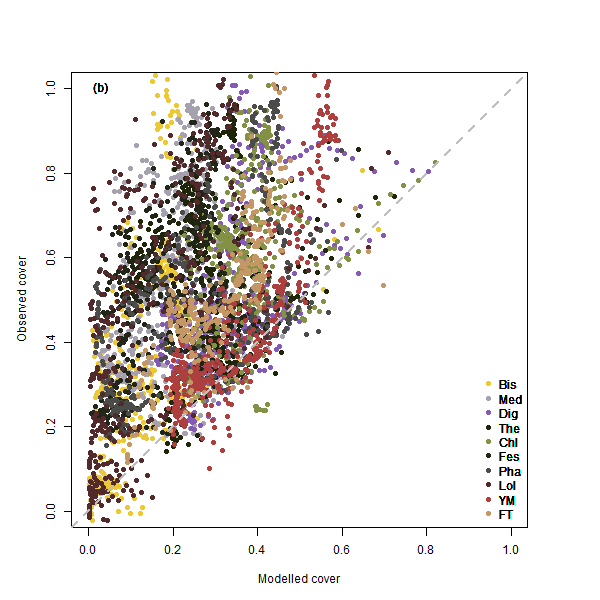 (b)
Observed cover
1.0
0.8
0.6
0.4
0.2
0.0
Bis
Med
Dig
The
Chl
Fes
Pha
Lol
YM
FT
0.0 0.2 0.4 0.6 0.8 1.0
Modelled cover